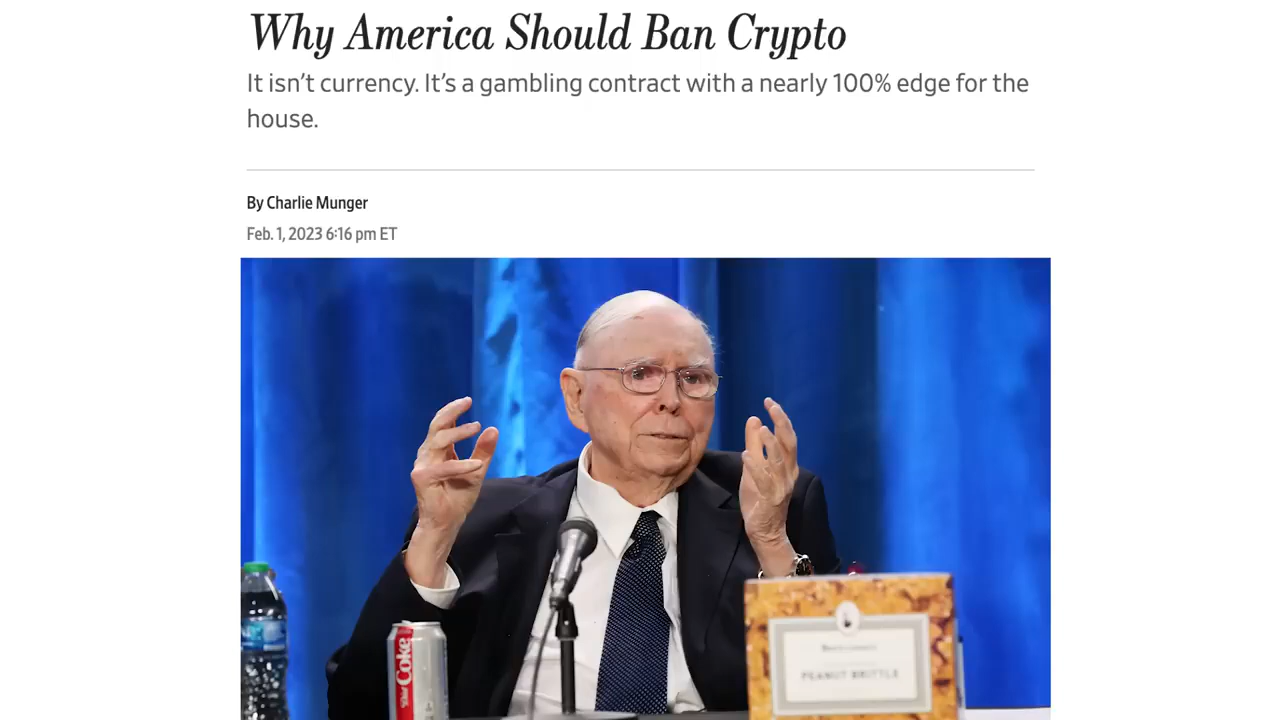 Why America Should Ban Crypto
It isn't currency. It's a gambling contract with a nearly 100% edge for the
house.
By Charlie Munger
Feb. 1, 2023 6:16 pm ET
Diet Coke
PEANUT BRITTLE